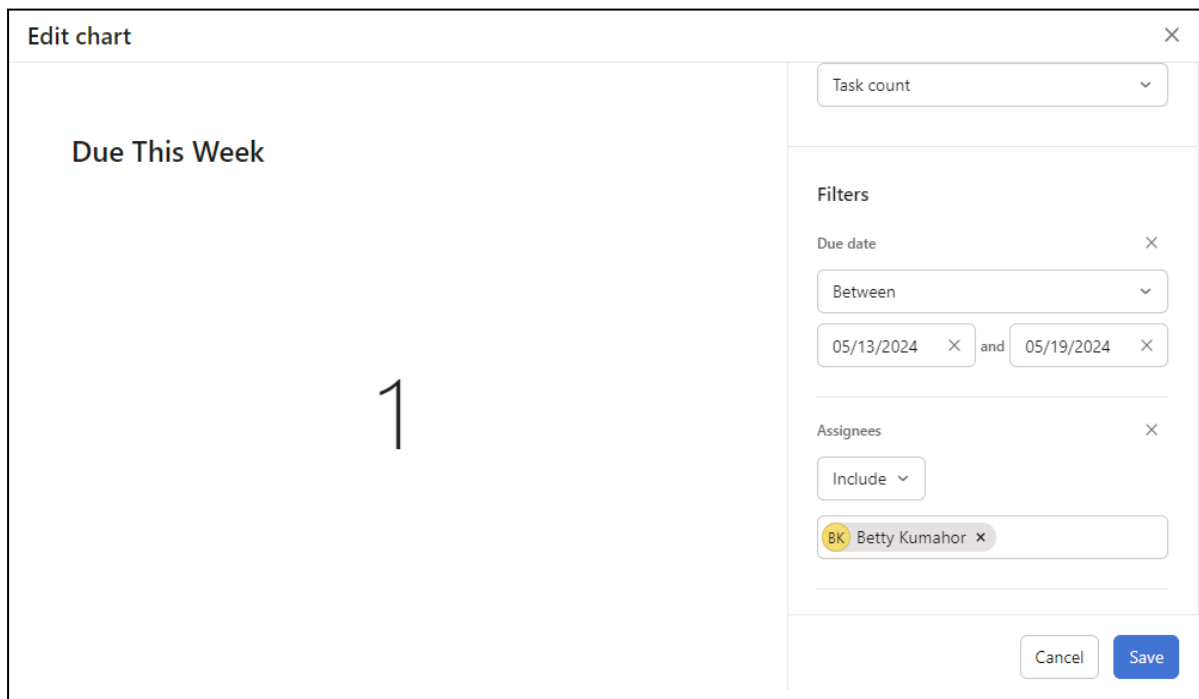 Edit chart
Due This Week
1
Task count
Filters
Due date
Between
05/13/2024 and 05/19/2024
Assignees
Include
BK Betty Kumahor
Cancel Save